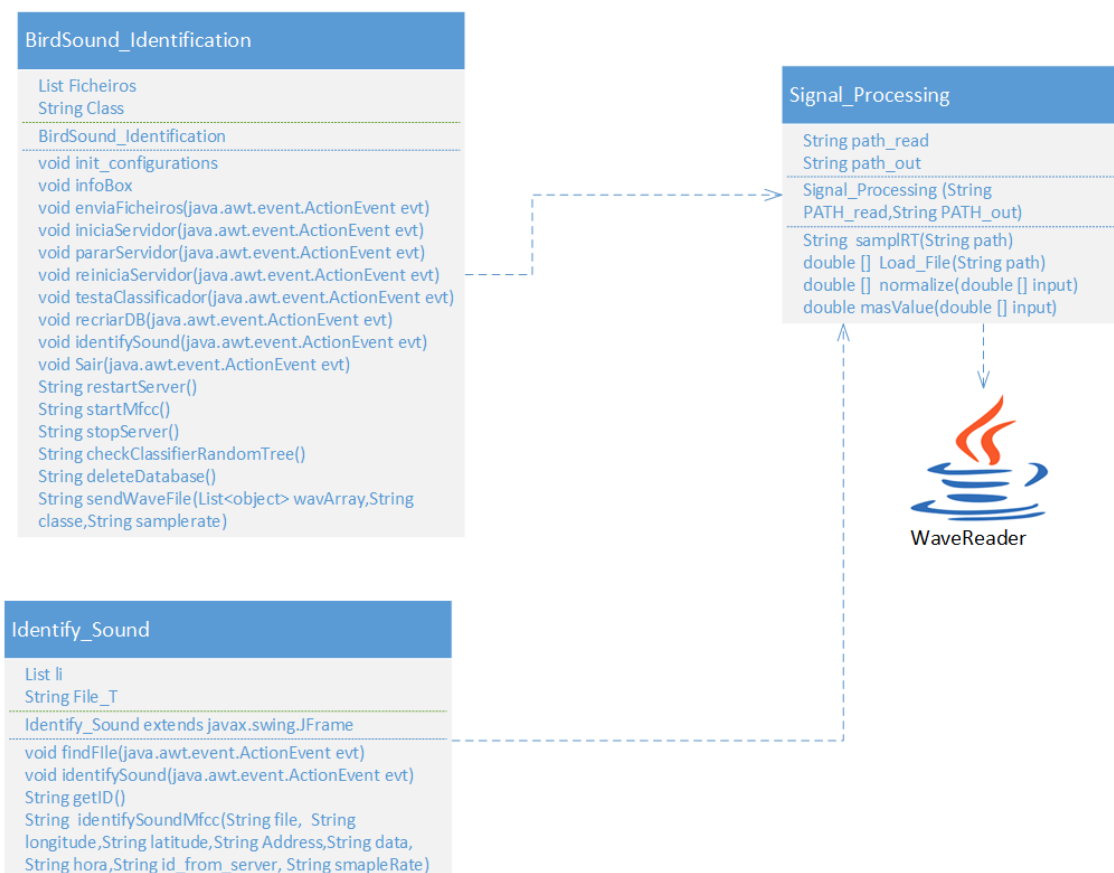 BirdSound_Identification
List Ficheiros
String Class
BirdSound_Identification
void init_configurations
void infoBox
void enviaFicheiros(java.awt.event.ActionEvent evt)
void iniciaServidor(java.awt.event.ActionEvent evt)
void pararServidor(java.awt.event.ActionEvent evt)
void reiniciaServidor(java.awt.event.ActionEvent evt)
void testaClassificador(java.awt.event.ActionEvent evt)
void recriarDB(java.awt.event.ActionEvent evt)
void identifySound(java.awt.event.ActionEvent evt)
void Sair(java.awt.event.ActionEvent evt)
String restartServer()
String startMfcc()
String stopServer()
String checkClassifierRandomTree()
String deleteDatabase()
String sendWaveFile(List<object> wavArray,String
classe,String samplerate)
Signal_Processing
String path_read
String path_out
Signal_Processing (String
PATH_read,String PATH_out)
String samplRT(String path)
double [] Load_File(String path)
double [] normalize(double [] input)
double masValue(double [] input)
WaveReader
Identify_Sound
List li
String File_T
Identify_Sound extends javax.swing.JFrame
void findFIle(java.awt.event.ActionEvent evt)
void identifySound(java.awt.event.ActionEvent evt)
String getID()
String identifySoundMfcc(String file, String
longitude,String latitude,String Address,String data,
String hora,String id_from_server, String smapleRate)